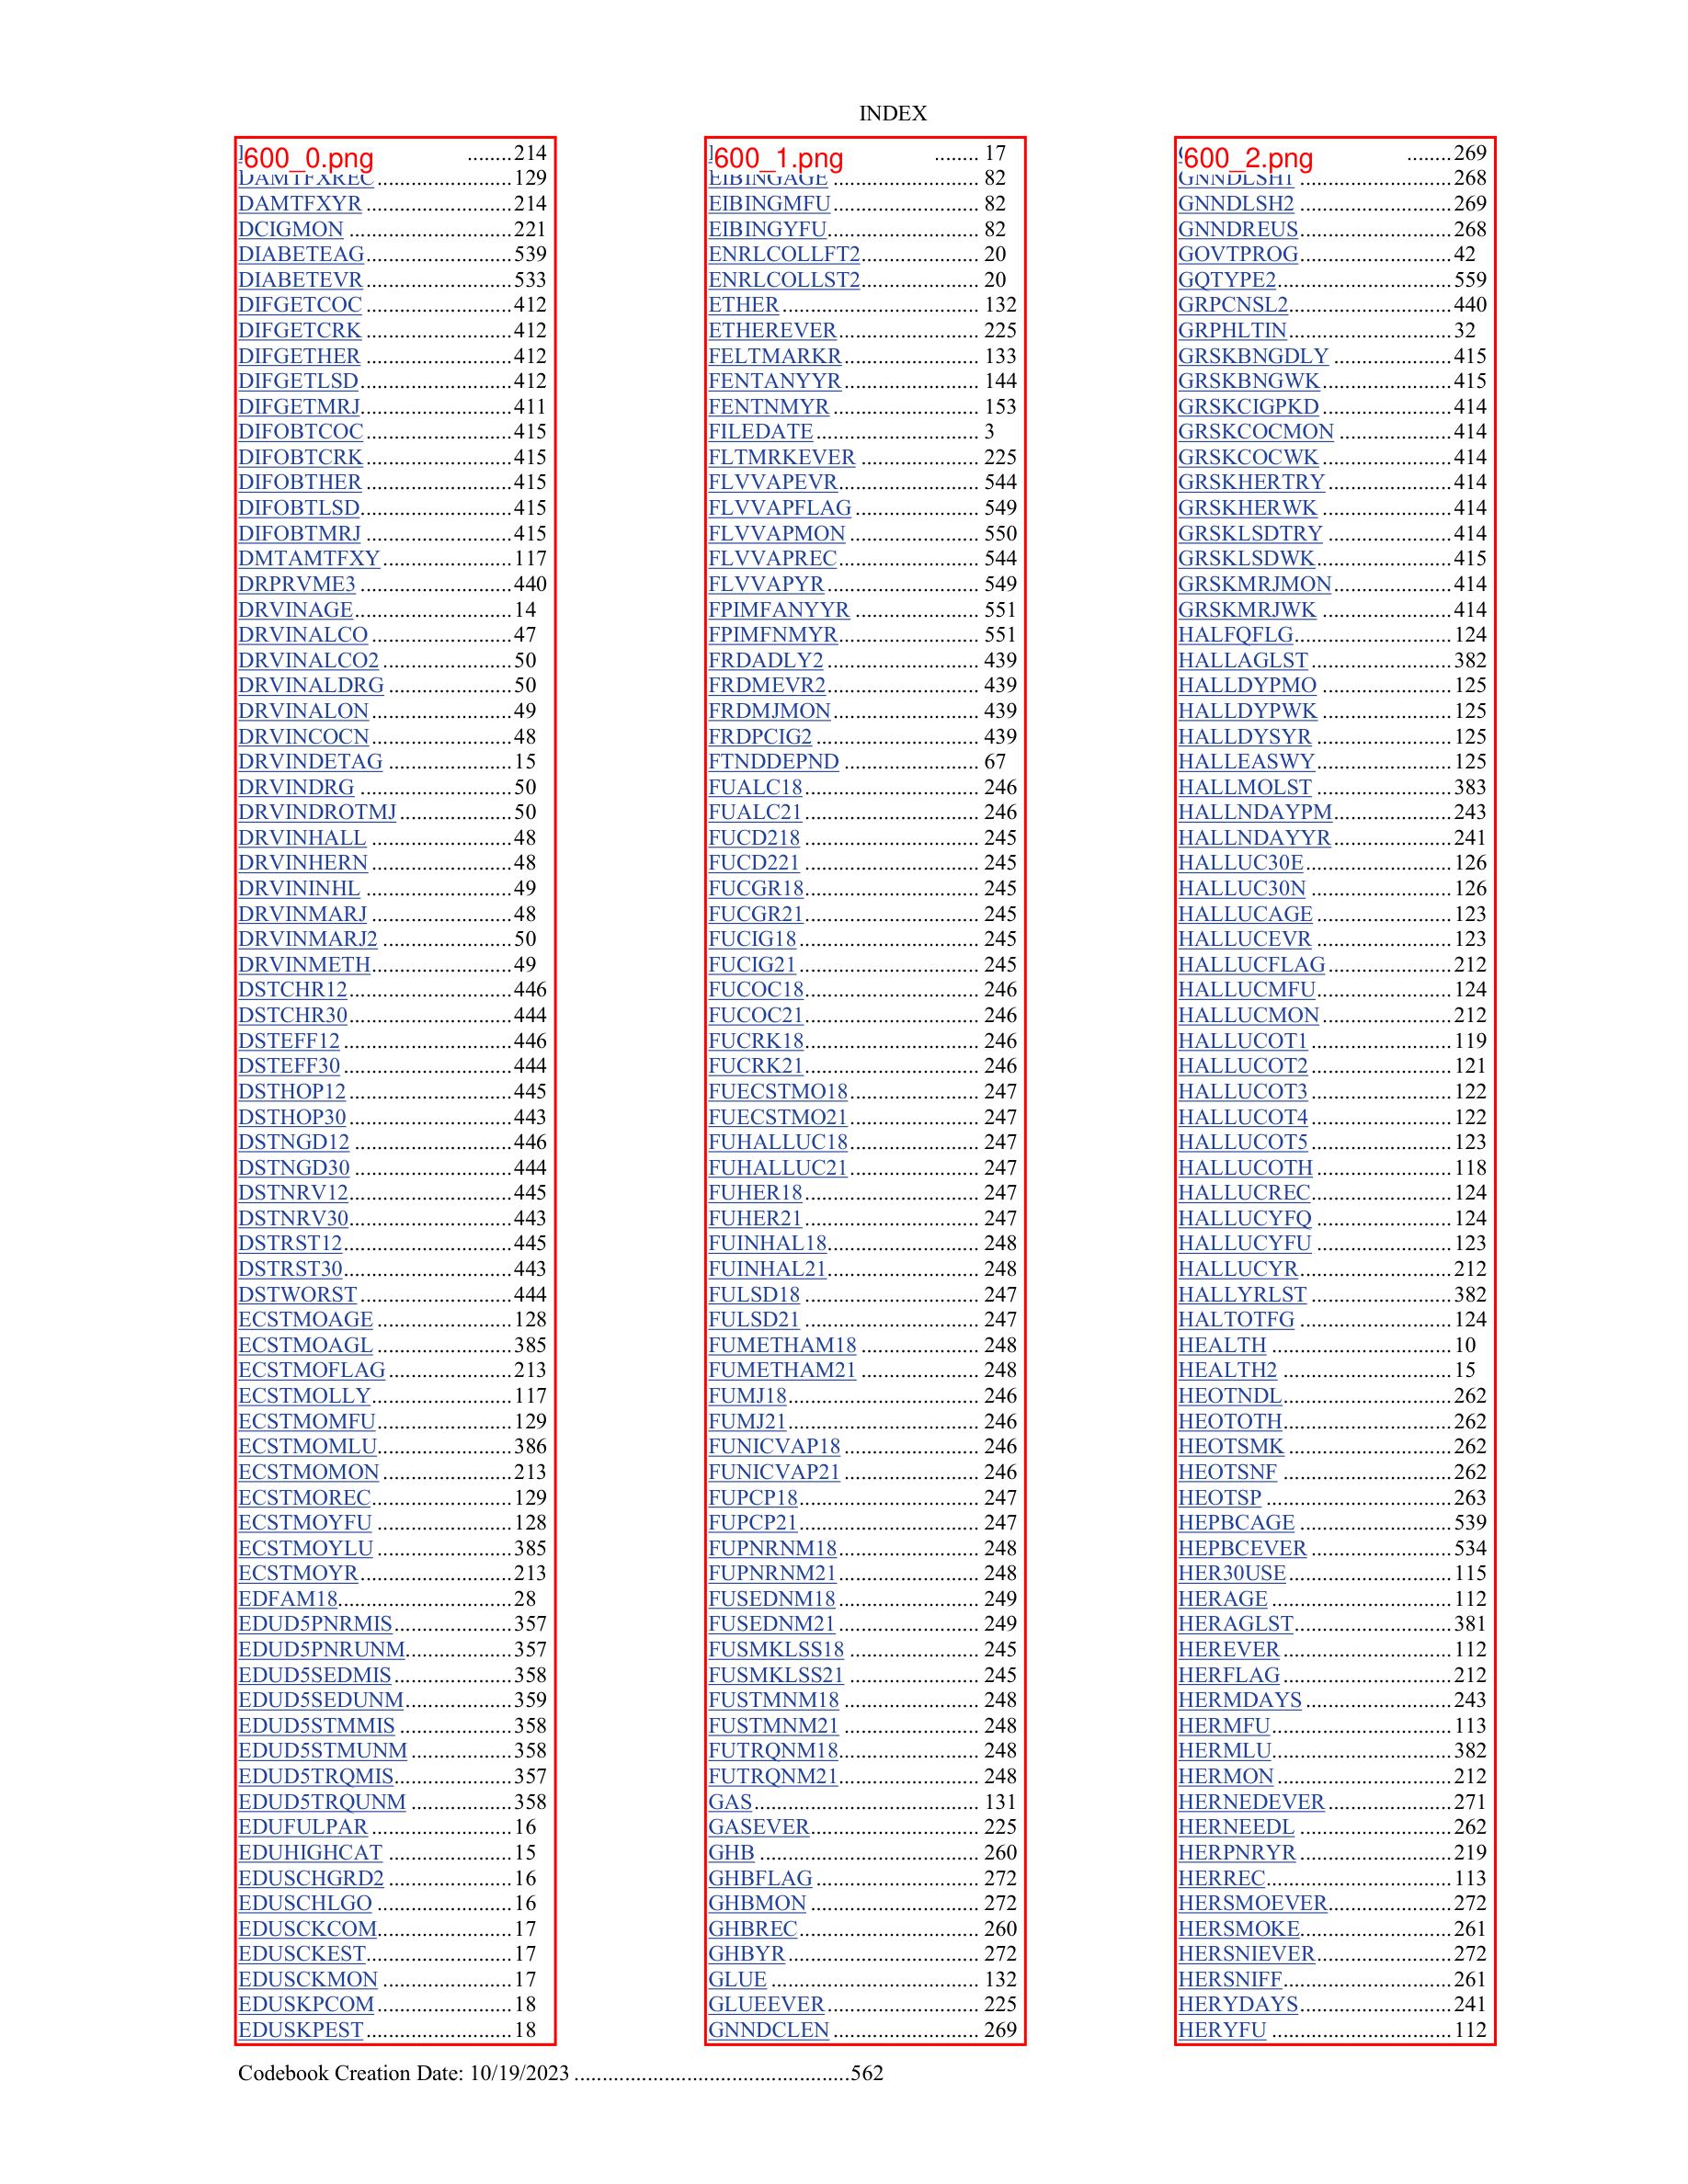 INDEX
600_0.png ........214
DAMTFXREC........................129
DAMTFXYR..........................214
DCIGMON .............................221
DIABETEAG..........................539
DIABETEVR..........................533
DIFGETCOC ..........................412
DIFGETCRK..........................412
DIFGETHER ..........................412
DIFGETLSD...........................412
DIFGETMRJ...........................411
DIFOBTCOC..........................415
DIFOBTCRK..........................415
DIFOBTHER ..........................415
DIFOBTLSD...........................415
DIFOBTMRJ ..........................415
DMTAMTFXY.......................117
DRPRVME3 ...........................440
DRVINAGE............................14
DRVINALCO.........................47
DRVINALCO2.......................50
DRVINALDRG ......................50
DRVINALON.........................49
DRVINCOCN.........................48
DRVINDETAG ......................15
DRVINDRG ...........................50
DRVINDROTMJ....................50
DRVINHALL .........................48
DRVINHERN.........................48
DRVININHL ..........................49
DRVINMARJ .........................48
DRVINMARJ2 .......................50
DRVINMETH.........................49
DSTCHR12.............................446
DSTCHR30.............................444
DSTEFF12 ..............................446
DSTEFF30 ..............................444
DSTHOP12.............................445
DSTHOP30.............................443
DSTNGD12 ............................446
DSTNGD30 ............................444
DSTNRV12.............................445
DSTNRV30.............................443
DSTRST12..............................445
DSTRST30..............................443
DSTWORST ...........................444
ECSTMOAGE ........................128
ECSTMOAGL ........................385
ECSTMOFLAG......................213
ECSTMOLLY.........................117
ECSTMOMFU........................129
ECSTMOMLU........................386
ECSTMOMON.......................213
ECSTMOREC.........................129
ECSTMOYFU ........................128
ECSTMOYLU ........................385
ECSTMOYR...........................213
EDFAM18...............................28
EDUD5PNRMIS.....................357
EDUD5PNRUNM...................357
EDUD5SEDMIS.....................358
EDUD5SEDUNM...................359
EDUD5STMMIS ....................358
EDUD5STMUNM..................358
EDUD5TRQMIS.....................357
EDUD5TRQUNM ..................358
EDUFULPAR.........................16
EDUHIGHCAT ......................15
EDUSCHGRD2 ......................16
EDUSCHLGO ........................16
EDUSCKCOM........................17
EDUSCKEST..........................17
EDUSCKMON .......................17
EDUSKPCOM........................18
EDUSKPEST..........................18
600_1.png ........ 17
EIBINGAGE .......................... 82
EIBINGMFU.......................... 82
EIBINGYFU........................... 82
ENRLCOLLFT2..................... 20
ENRLCOLLST2..................... 20
ETHER................................... 132
ETHEREVER......................... 225
FELTMARKR........................ 133
FENTANYYR........................ 144
FENTNMYR.......................... 153
FILEDATE............................. 3
FLTMRKEVER ..................... 225
FLVVAPEVR......................... 544
FLVVAPFLAG...................... 549
FLVVAPMON ....................... 550
FLVVAPREC......................... 544
FLVVAPYR........................... 549
FPIMFANYYR ...................... 551
FPIMFNMYR......................... 551
FRDADLY2 ........................... 439
FRDMEVR2........................... 439
FRDMJMON.......................... 439
FRDPCIG2............................. 439
FTNDDEPND ........................ 67
FUALC18............................... 246
FUALC21............................... 246
FUCD218 ............................... 245
FUCD221 ............................... 245
FUCGR18............................... 245
FUCGR21............................... 245
FUCIG18................................ 245
FUCIG21................................ 245
FUCOC18............................... 246
FUCOC21............................... 246
FUCRK18............................... 246
FUCRK21............................... 246
FUECSTMO18....................... 247
FUECSTMO21....................... 247
FUHALLUC18....................... 247
FUHALLUC21....................... 247
FUHER18............................... 247
FUHER21............................... 247
FUINHAL18........................... 248
FUINHAL21........................... 248
FULSD18 ............................... 247
FULSD21 ............................... 247
FUMETHAM18 ..................... 248
FUMETHAM21 ..................... 248
FUMJ18.................................. 246
FUMJ21.................................. 246
FUNICVAP18........................ 246
FUNICVAP21........................ 246
FUPCP18................................ 247
FUPCP21................................ 247
FUPNRNM18......................... 248
FUPNRNM21......................... 248
FUSEDNM18......................... 249
FUSEDNM21......................... 249
FUSMKLSS18 ....................... 245
FUSMKLSS21 ....................... 245
FUSTMNM18 ........................ 248
FUSTMNM21 ........................ 248
FUTRQNM18......................... 248
FUTRQNM21......................... 248
GAS........................................ 131
GASEVER.............................. 225
GHB ....................................... 260
GHBFLAG............................. 272
GHBMON .............................. 272
GHBREC................................ 260
GHBYR.................................. 272
GLUE ..................................... 132
GLUEEVER........................... 225
GNNDCLEN.......................... 269
600_2.png ........269
GNNDLSH1 ...........................268
GNNDLSH2 ...........................269
GNNDREUS...........................268
GOVTPROG...........................42
GQTYPE2...............................559
GRPCNSL2.............................440
GRPHLTIN.............................32
GRSKBNGDLY .....................415
GRSKBNGWK.......................415
GRSKCIGPKD.......................414
GRSKCOCMON ....................414
GRSKCOCWK.......................414
GRSKHERTRY......................414
GRSKHERWK .......................414
GRSKLSDTRY ......................414
GRSKLSDWK........................415
GRSKMRJMON.....................414
GRSKMRJWK .......................414
HALFQFLG............................124
HALLAGLST.........................382
HALLDYPMO .......................125
HALLDYPWK .......................125
HALLDYSYR ........................125
HALLEASWY........................125
HALLMOLST ........................383
HALLNDAYPM.....................243
HALLNDAYYR.....................241
HALLUC30E..........................126
HALLUC30N .........................126
HALLUCAGE ........................123
HALLUCEVR ........................123
HALLUCFLAG......................212
HALLUCMFU........................124
HALLUCMON.......................212
HALLUCOT1 .........................119
HALLUCOT2 .........................121
HALLUCOT3 .........................122
HALLUCOT4 .........................122
HALLUCOT5 .........................123
HALLUCOTH ........................118
HALLUCREC.........................124
HALLUCYFQ ........................124
HALLUCYFU ........................123
HALLUCYR...........................212
HALLYRLST .........................382
HALTOTFG ...........................124
HEALTH ................................10
HEALTH2 ..............................15
HEOTNDL..............................262
HEOTOTH..............................262
HEOTSMK .............................262
HEOTSNF ..............................262
HEOTSP .................................263
HEPBCAGE ...........................539
HEPBCEVER .........................534
HER30USE.............................115
HERAGE ................................112
HERAGLST............................381
HEREVER ..............................112
HERFLAG..............................212
HERMDAYS..........................243
HERMFU................................113
HERMLU................................382
HERMON...............................212
HERNEDEVER......................271
HERNEEDL ...........................262
HERPNRYR ...........................219
HERREC.................................113
HERSMOEVER......................272
HERSMOKE...........................261
HERSNIEVER........................272
HERSNIFF..............................261
HERYDAYS...........................241
HERYFU ................................112
Codebook Creation Date: 10/19/2023 .................................................562